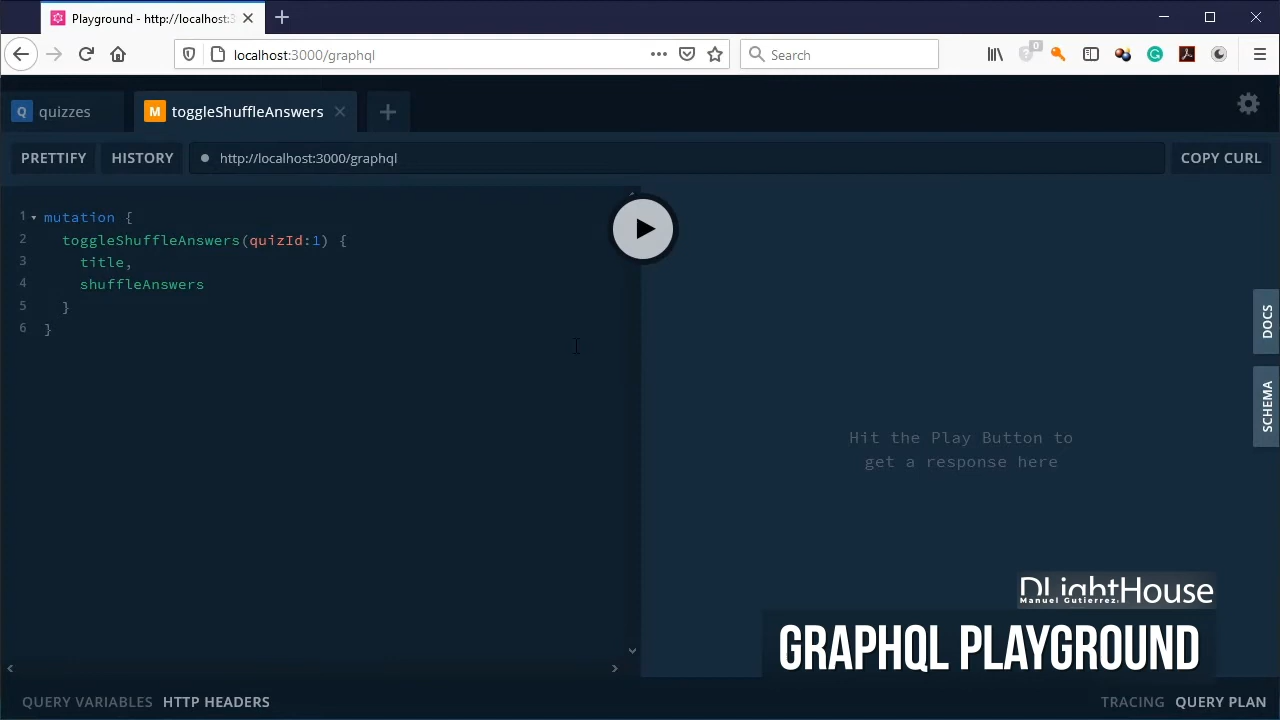 Playground - http://localhost:3
localhost:3000/graphql
Search
0
Q quizzes
M toggleShuffleAnswers
PRETTIFY
HISTORY
http://localhost:3000/graphql
COPY CURL
1 mutation {
2 toggleShuffleAnswers(quizId:1) {
3 title,
4 shuffleAnswers
5 }
6 }
Hit the Play Button to
get a response here
DOCS
SCHEMA
DLightHouse
Manuel Gutierrez
GRAPHQL PLAYGROUND
QUERY VARIABLES HTTP HEADERS
TRACING QUERY PLAN